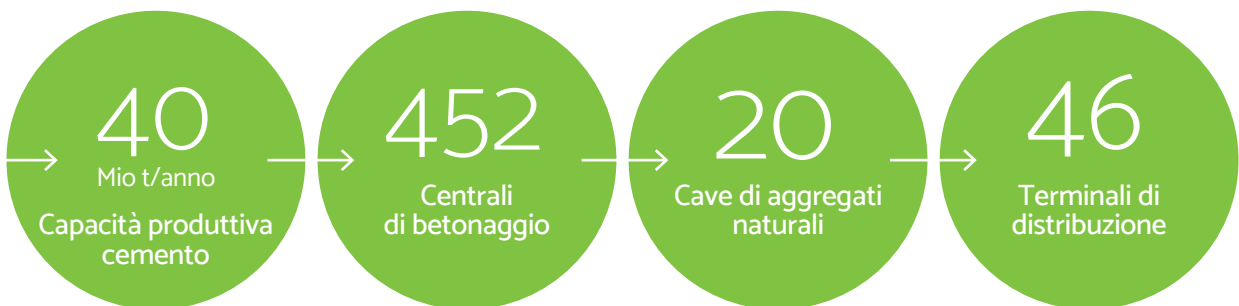 40
Mio t/anno
Capacità produttiva
cemento
452
Centrali
di betonaggio
20
Cave di aggregati
naturali
46
Terminali di
distribuzione